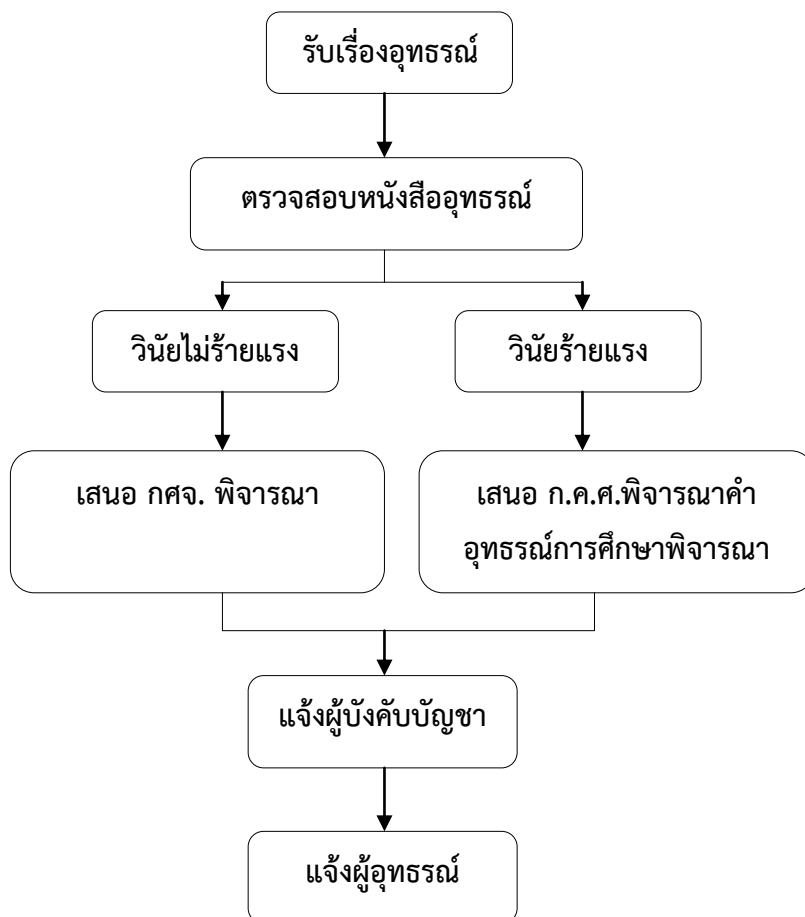 รับเรื่องอุทธรณ์
ตรวจสอบหนังสืออุทธรณ์
วินัยไม่ร้ายแรง
วินัยร้ายแรง
เสนอ กศจ. พิจารณา
เสนอ ก.ค.ศ.พิจารณาคำ
อุทธรณ์การศึกษาพิจารณา
แจ้งผู้บังคับบัญชา
แจ้งผู้อุทธรณ์